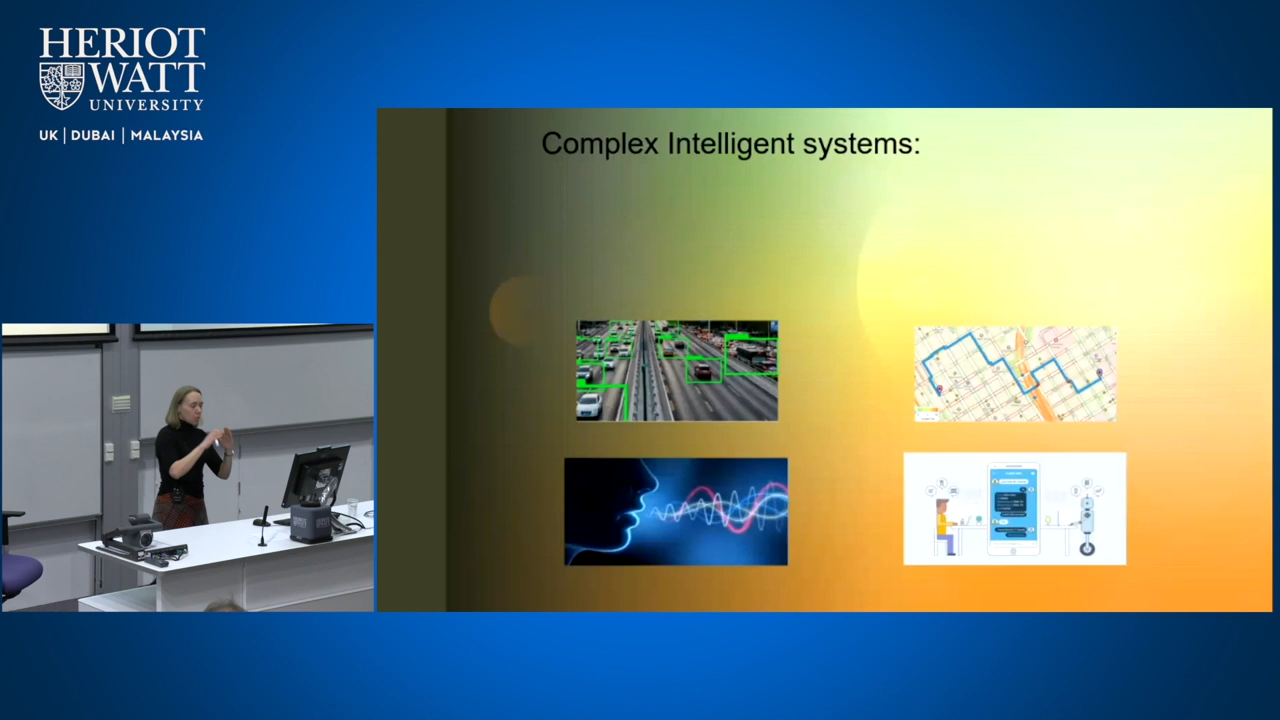 HERIOT
WATT
UNIVERSITY
UK | DUBAI | MALAYSIA
Complex Intelligent systems: